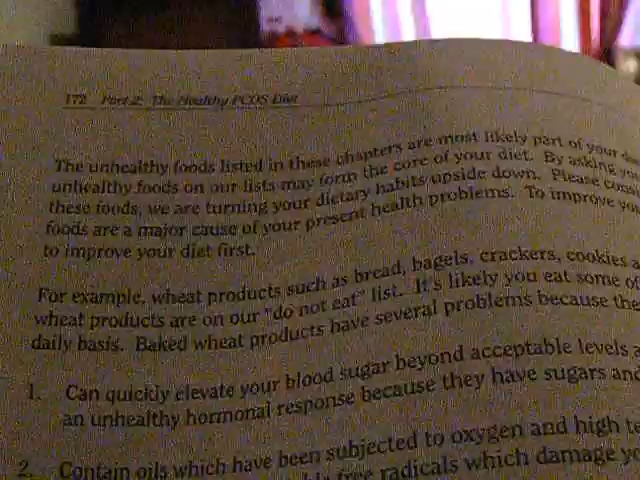 172 Part 2: The Healthy PCOS Diet
The unhealthy foods listed in these chapters are most likely part of your
unhealthy foods on our lists may form the core of your diet. By asking
these foods, we are turning your dietary habits upside down. Please
foods are a major cause of your present health problems. To improve
to improve your diet first.
For example, wheat products such as bread, bagels, crackers, cookies
wheat products are on our "do not eat" list. It's likely you eat some of
daily basis. Baked wheat products have several problems because
1. Can quickly elevate your blood sugar beyond acceptable levels
an unhealthy hormonal response because they have sugars and
2. Contain oils which have been subjected to oxygen and high
free radicals which damage